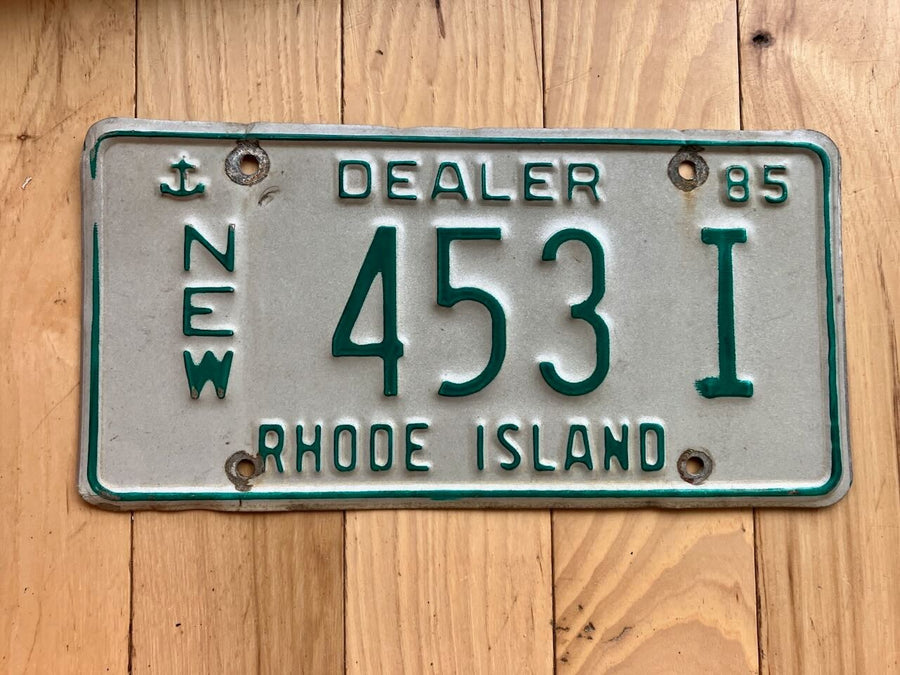 DEALER 85
NEW 453 I
RHODE ISLAND